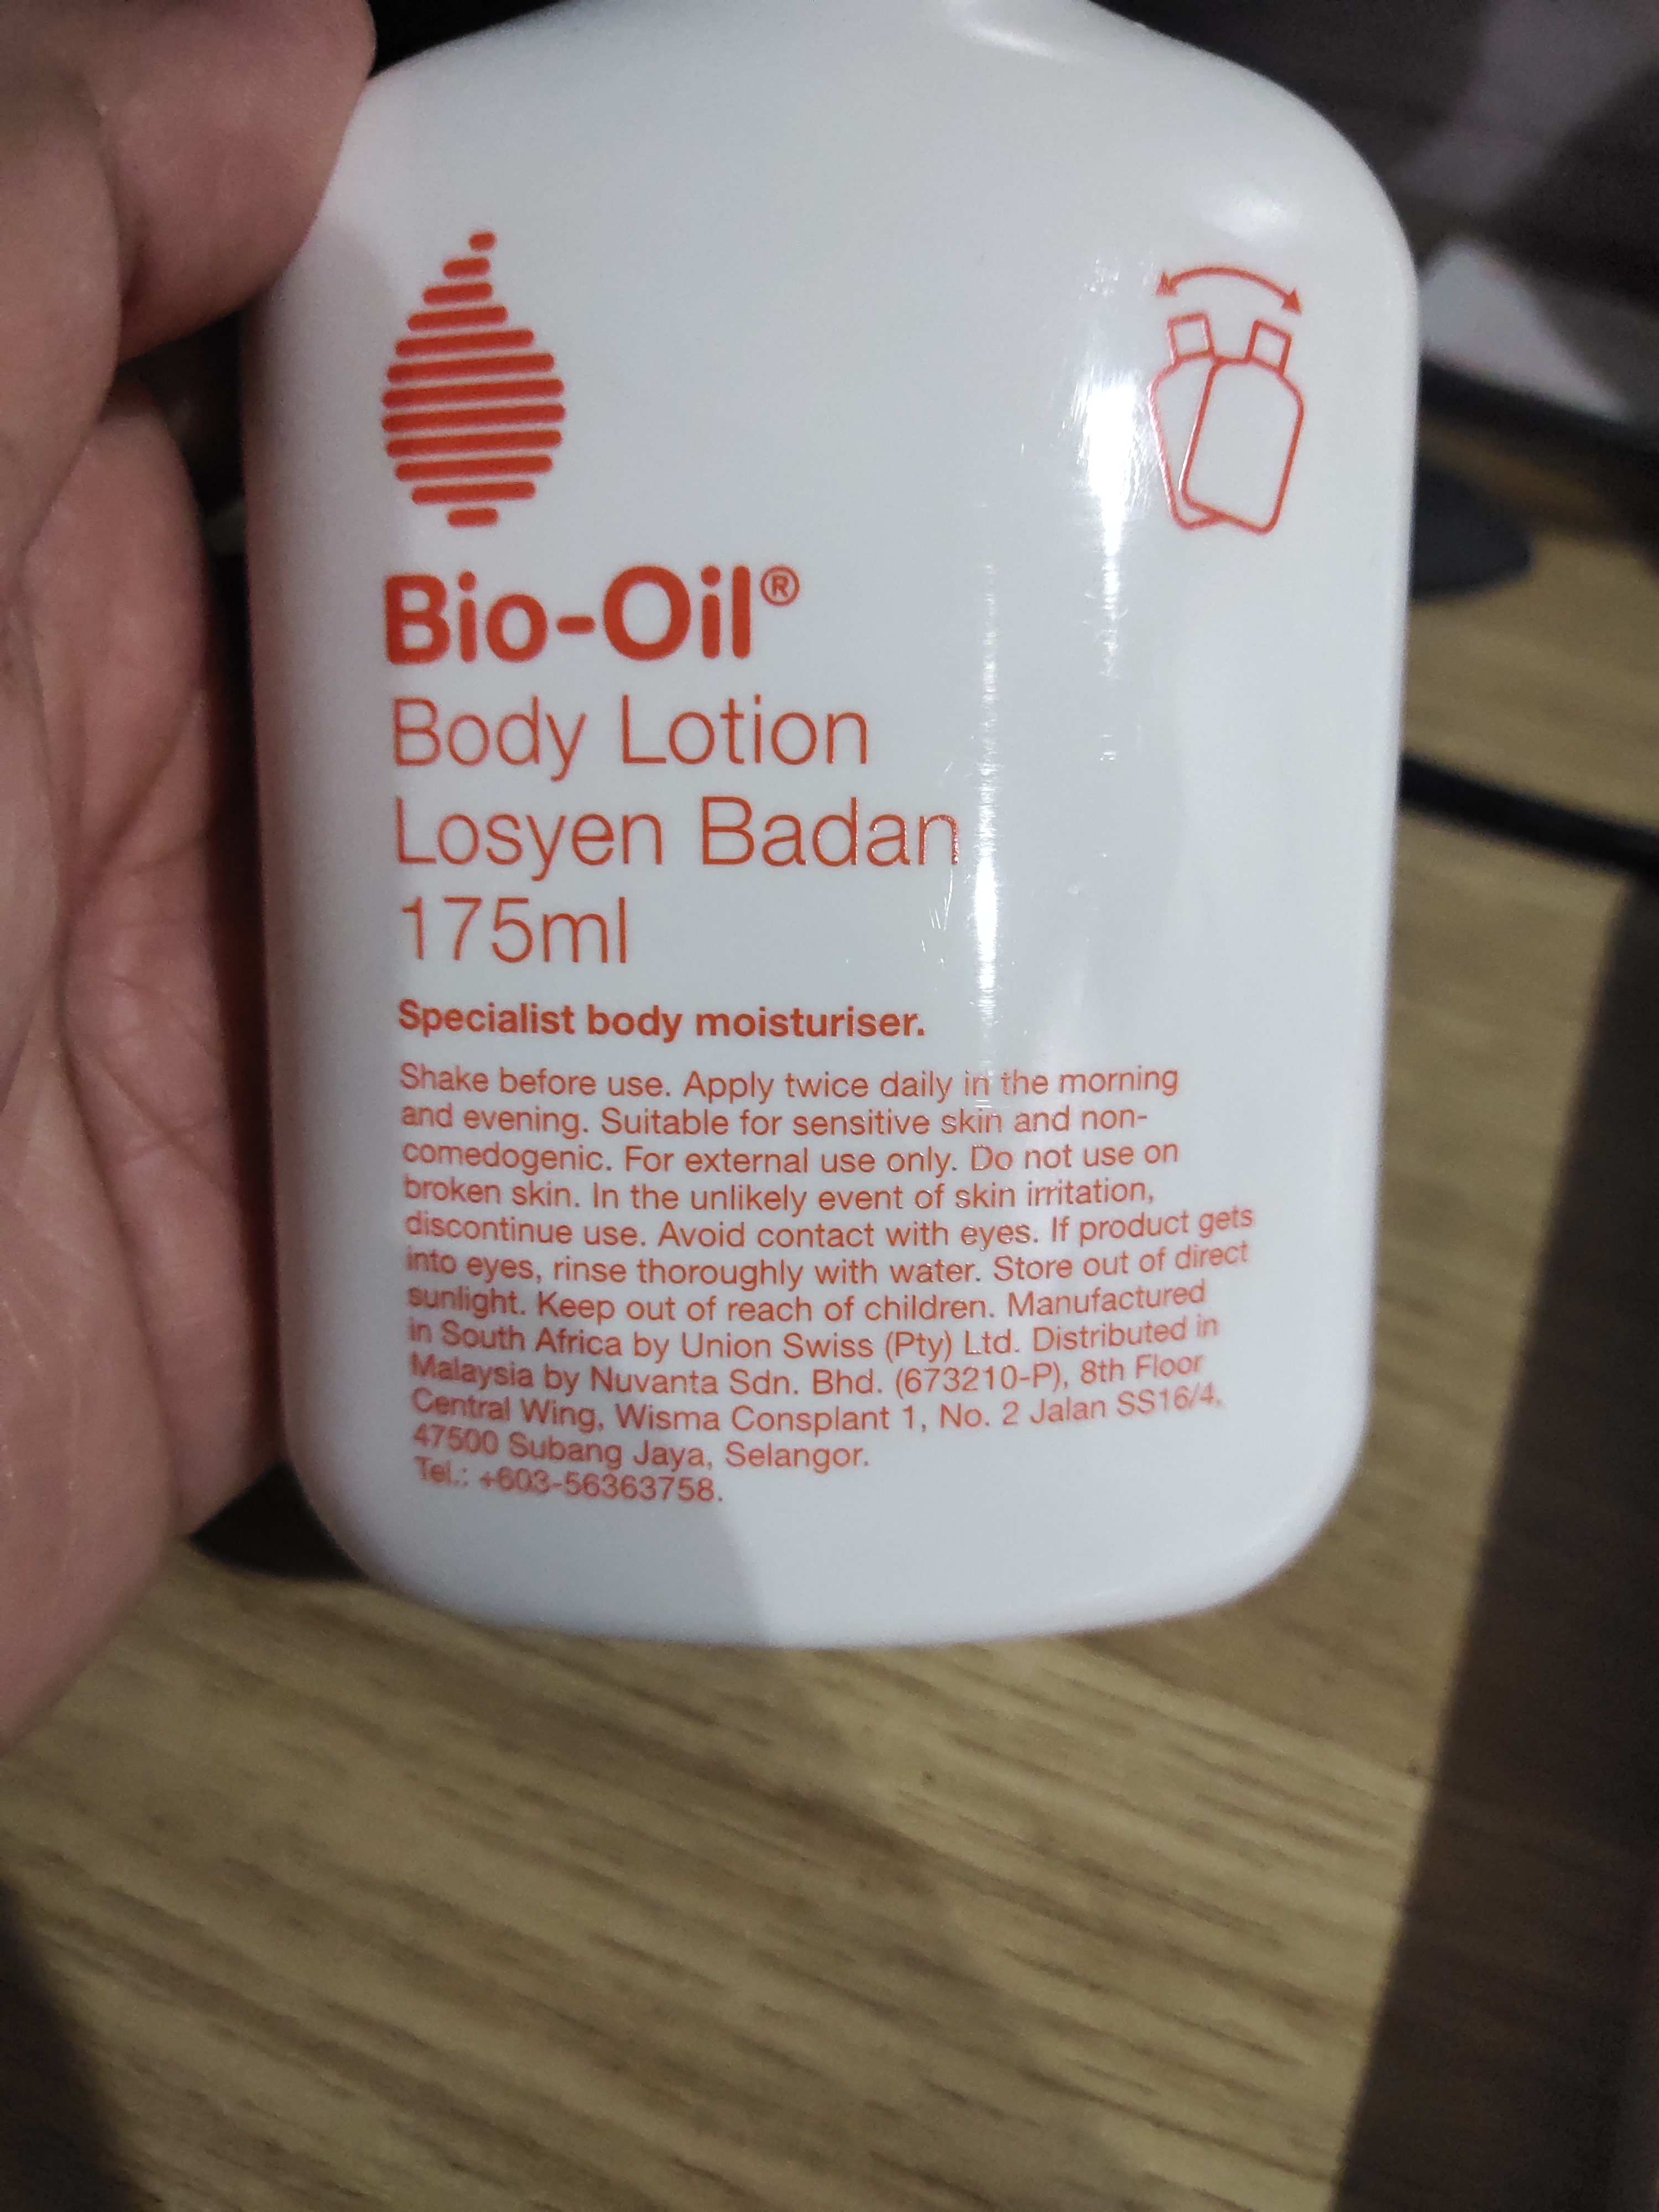 Bio-Oil®
Body Lotion
Losyen Badan
175ml
Specialist body moisturiser.
Shake before use. Apply twice daily in the morning
and evening. Suitable for sensitive skin and non-
comedogenic. For external use only. Do not use on
broken skin. In the unlikely event of skin irritation,
discontinue use. Avoid contact with eyes. If product gets
into eyes, rinse thoroughly with water. Store out of direct
sunlight. Keep out of reach of children. Manufactured
in South Africa by Union Swiss (Pty) Ltd. Distributed in
Malaysia by Nuvanta Sdn. Bhd. (673210-P), 8th Floor
Central Wing, Wisma Consplant 1, No. 2 Jalan SS16/4,
47500 Subang Jaya, Selangor.
Tel.: +603-56363758.